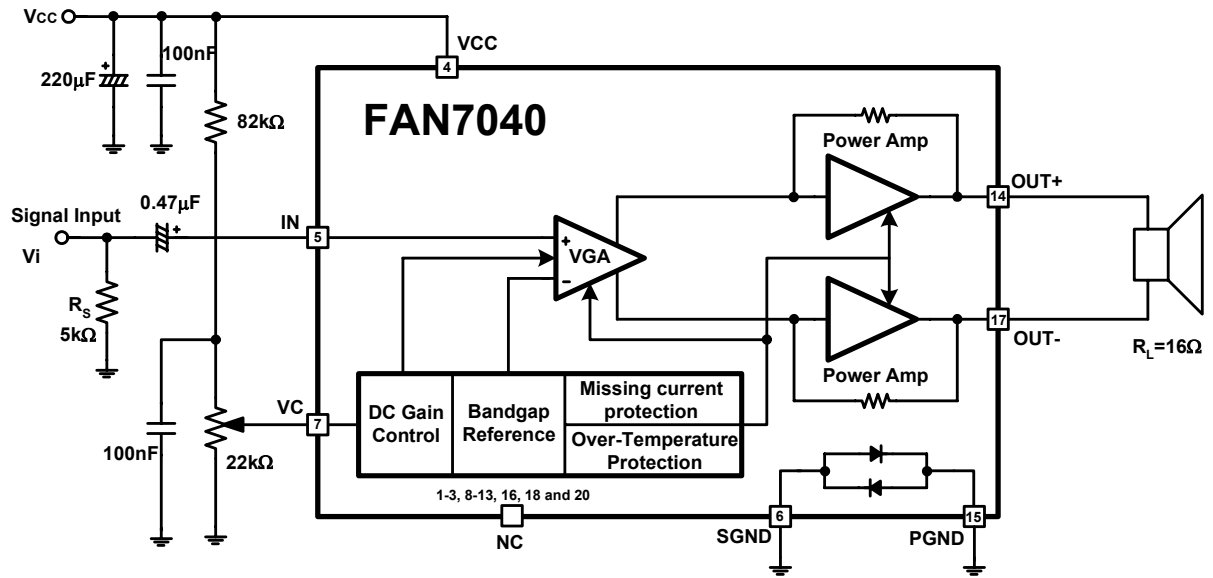 Vcc
100nF
VCC
4
220μF
82kΩ
FAN7040
Power Amp
0.47μF
OUT+
14
Signal Input
IN
5
Vi
+
VGA
−
RS
5kΩ
17
OUT-
RL=16Ω
Power Amp
VC
7
DC Gain
Control
Bandgap
Reference
Missing current
protection
Over-Temperature
Protection
100nF
22kΩ
1-3, 8-13, 16, 18 and 20
NC
SGND
6
PGND
15